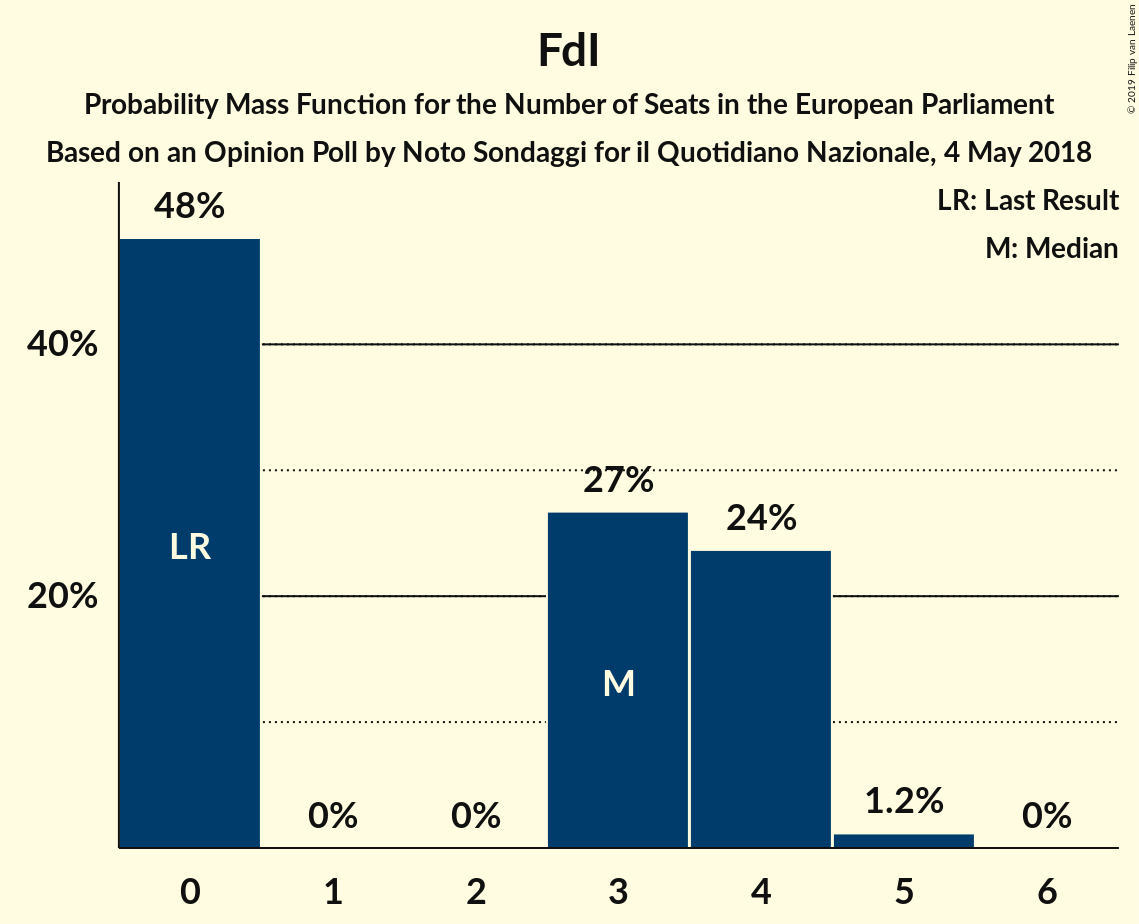 FdI
Probability Mass Function for the Number of Seats in the European Parliament
Based on an Opinion Poll by Noto Sondaggi for il Quotidiano Nazionale, 4 May 2018
© 2019 Filip van Laenen
LR: Last Result
M: Median
48%
40%
27%
24%
LR
20%
M
1.2%
0%
0%
0%
0 1 2 3 4 5 6